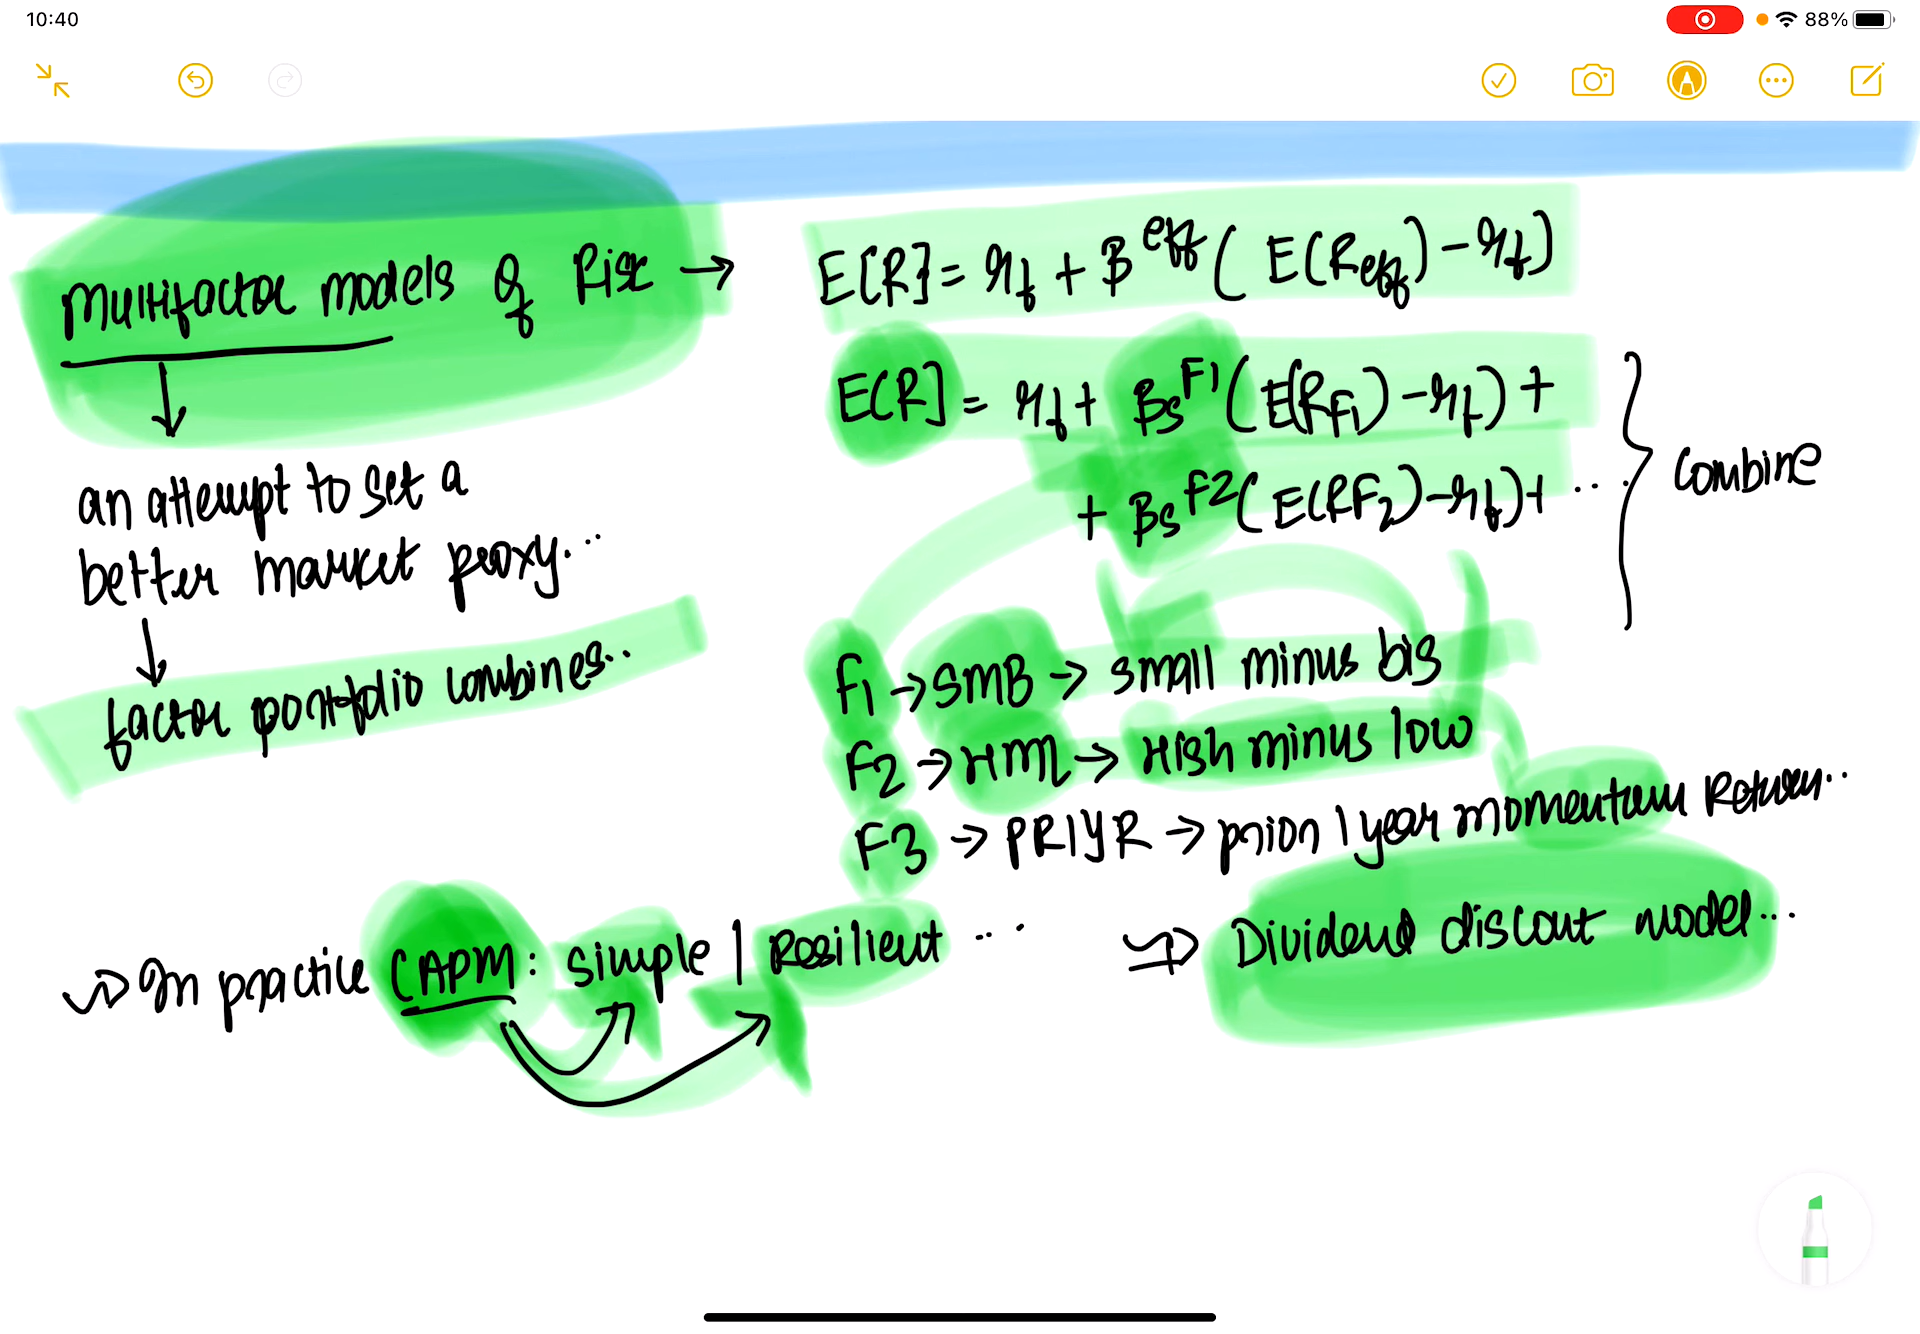 10:40
88%
Multifactor models of Risk →
E[R] = rf + β^eff ( E(Reff) - rf)
E[R] = rf + βs^F1 (E(RF1) - rf) +
+ βs^F2 ( E(RF2) - rf) + ...
Combine
an attempt to set a
better market proxy...
factor portfolio combines..
F1 → SMB → small minus big
F2 → HML → High minus low
F3 → PR1YR → prion 1 year momentum Return..
→ In practice CAPM: simple | Resilient ...
⇒ Dividend discout model...